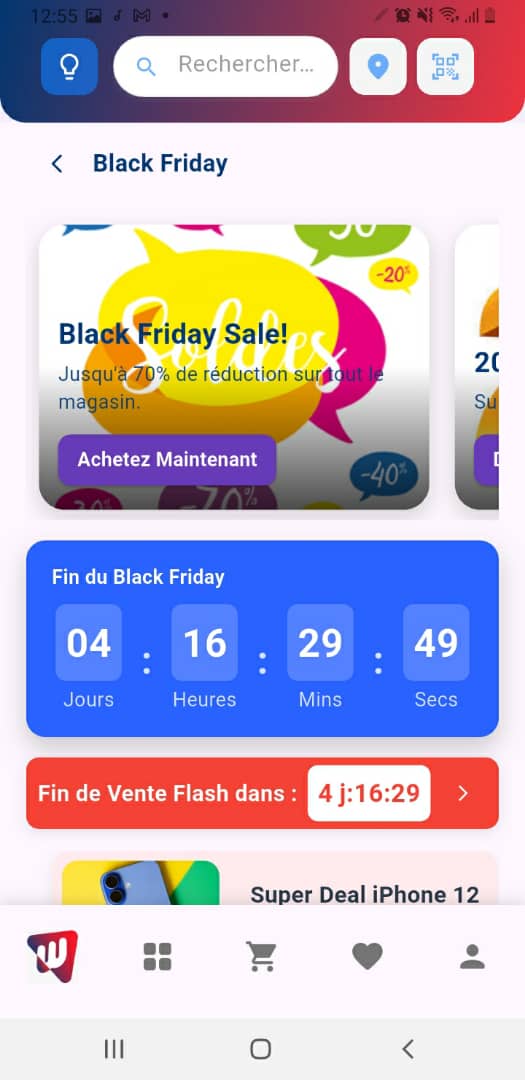 12:55
Rechercher...
Black Friday
50
-20%
Soldes
Black Friday Sale!
Jusqu'à 70% de réduction sur tout le
magasin.
20
Su
Achetez Maintenant
D
-40%
-70%
Fin du Black Friday
04 : 16 : 29 : 49
Jours Heures Mins Secs
Fin de Vente Flash dans : 4 j:16:29
Super Deal iPhone 12